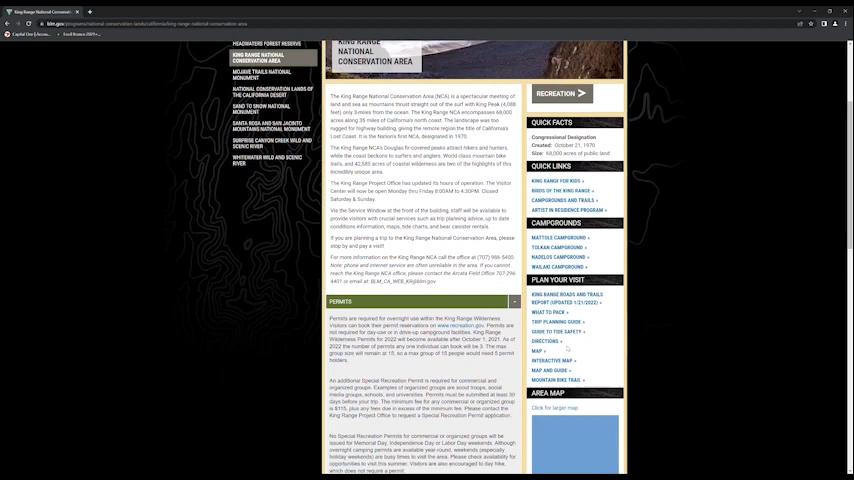 King Range National Conservation A
blm.gov/programs/national-conservation-lands/california/king-range-national-conservation-area
Capital One | Accou...
HEADWATERS FOREST RESERVE
KING RANGE NATIONAL
CONSERVATION AREA
MOJAVE TRAILS NATIONAL
MONUMENT
NATIONAL CONSERVATION LANDS OF
THE CALIFORNIA DESERT
SAND TO SNOW NATIONAL
MONUMENT
SANTA ROSA AND SAN JACINTO
MOUNTAINS NATIONAL MONUMENT
SURPRISE CANYON CREEK WILD AND
SCENIC RIVER
WHITEWATER WILD AND SCENIC
RIVER
KING RANGE
NATIONAL
CONSERVATION AREA
The King Range National Conservation Area (NCA) is a spectacular meeting of
land and sea as mountains thrust straight out of the surf with King Peak (4,088
feet) only 3-miles from the ocean. The King Range NCA encompasses 68,000
acres along 35 miles of California's north coast. The landscape was too
rugged for highway building, giving the remote region the title of California's
Lost Coast. It is the Nation's first NCA, designated in 1970.
The King Range NCA's Douglas fir-covered peaks attract hikers and hunters,
while the coast beckons to surfers and anglers. World-class mountain bike
trails, and 42,585 acres of coastal wilderness are two of the highlights of this
incredibly unique area.
The King Range Project Office has updated its hours of operation. The Visitor
Center will now be open Monday thru Friday 8:00AM to 4:30PM. Closed
Saturday & Sunday.
Via the Service Window at the front of the building, staff will be available to
provide visitors with crucial services such as trip planning advice, up to date
conditions information, maps, tide charts, and bear canister rentals.
If you are planning a trip to the King Range National Conservation Area, please
stop by and pay a visit!
For more information on the King Range NCA call the office at (707) 986-5400.
Note: phone and internet service are often unreliable in the area. If you cannot
reach the King Range NCA office, please contact the Arcata Field Office 707-296-
4401 or email at: BLM_CA_WEB_KR@blm.gov
PERMITS
-
Permits are required for overnight use within the King Range Wilderness
Visitors can book their permit reservations on www.recreation.gov. Permits are
not required for day-use or in drive-up campground facilities. King Range
Wilderness Permits for 2022 will become available after October 1, 2021. As of
2022 the number of permits any one individual can book will be 3. The max
group size will remain at 15, so a max group of 15 people would need 5 permit
holders.
An additional Special Recreation Permit is required for commercial and
organized groups. Examples of organized groups are scout troops, social
media groups, schools, and universities. Permits must be submitted at least 30
days before your trip. The minimum fee for any commercial or organized group
is $115, plus any fees due in excess of the minimum fee. Please contact the
King Range Project Office to request a Special Recreation Permit application.
No Special Recreation Permits for commercial or organized groups will be
issued for Memorial Day, Independence Day or Labor Day weekends. Although
overnight camping permits are available year-round, weekends (especially
holiday weekends) are busy times to visit the area. Please check availability for
opportunities to visit this summer. Visitors are also encouraged to day hike,
which does not require a permit.
RECREATION
QUICK FACTS
Congressional Designation
Created: October 21, 1970
Size: 68,000 acres of public land
QUICK LINKS
KING RANGE FOR KIDS »
BIRDS OF THE KING RANGE »
CAMPGROUNDS AND TRAILS »
ARTIST IN RESIDENCE PROGRAM »
CAMPGROUNDS
MATTOLE CAMPGROUND »
TOLKAN CAMPGROUND »
NADELOS CAMPGROUND »
WAILAKI CAMPGROUND »
PLAN YOUR VISIT
KING RANGE ROADS AND TRAILS
REPORT (UPDATED 1/21/2022) »
WHAT TO PACK »
TRIP PLANNING GUIDE »
GUIDE TO TIDE SAFETY »
DIRECTIONS »
MAP »
INTERACTIVE MAP »
MAP AND GUIDE »
MOUNTAIN BIKE TRAIL »
AREA MAP
Click for larger map.